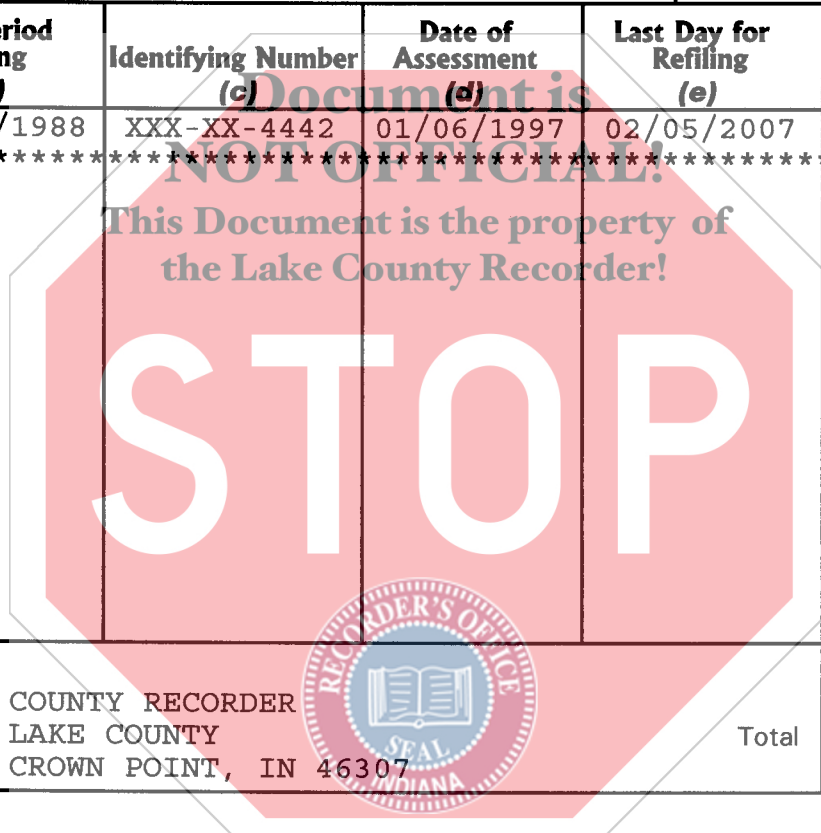 eriod
ng
Identifying Number
(c)
Date of
Assessment
(d)
Last Day for
Refiling
(e)
)
/1988 XXX-XX-4442 01/06/1997 02/05/2007
Document is
NOT OFFICIAL!
This Document is the property of
the Lake County Recorder!
STOP
RECORDER'S OFFICE
SEAL
INDIANA
COUNTY RECORDER
LAKE COUNTY
CROWN POINT, IN 46307
Total